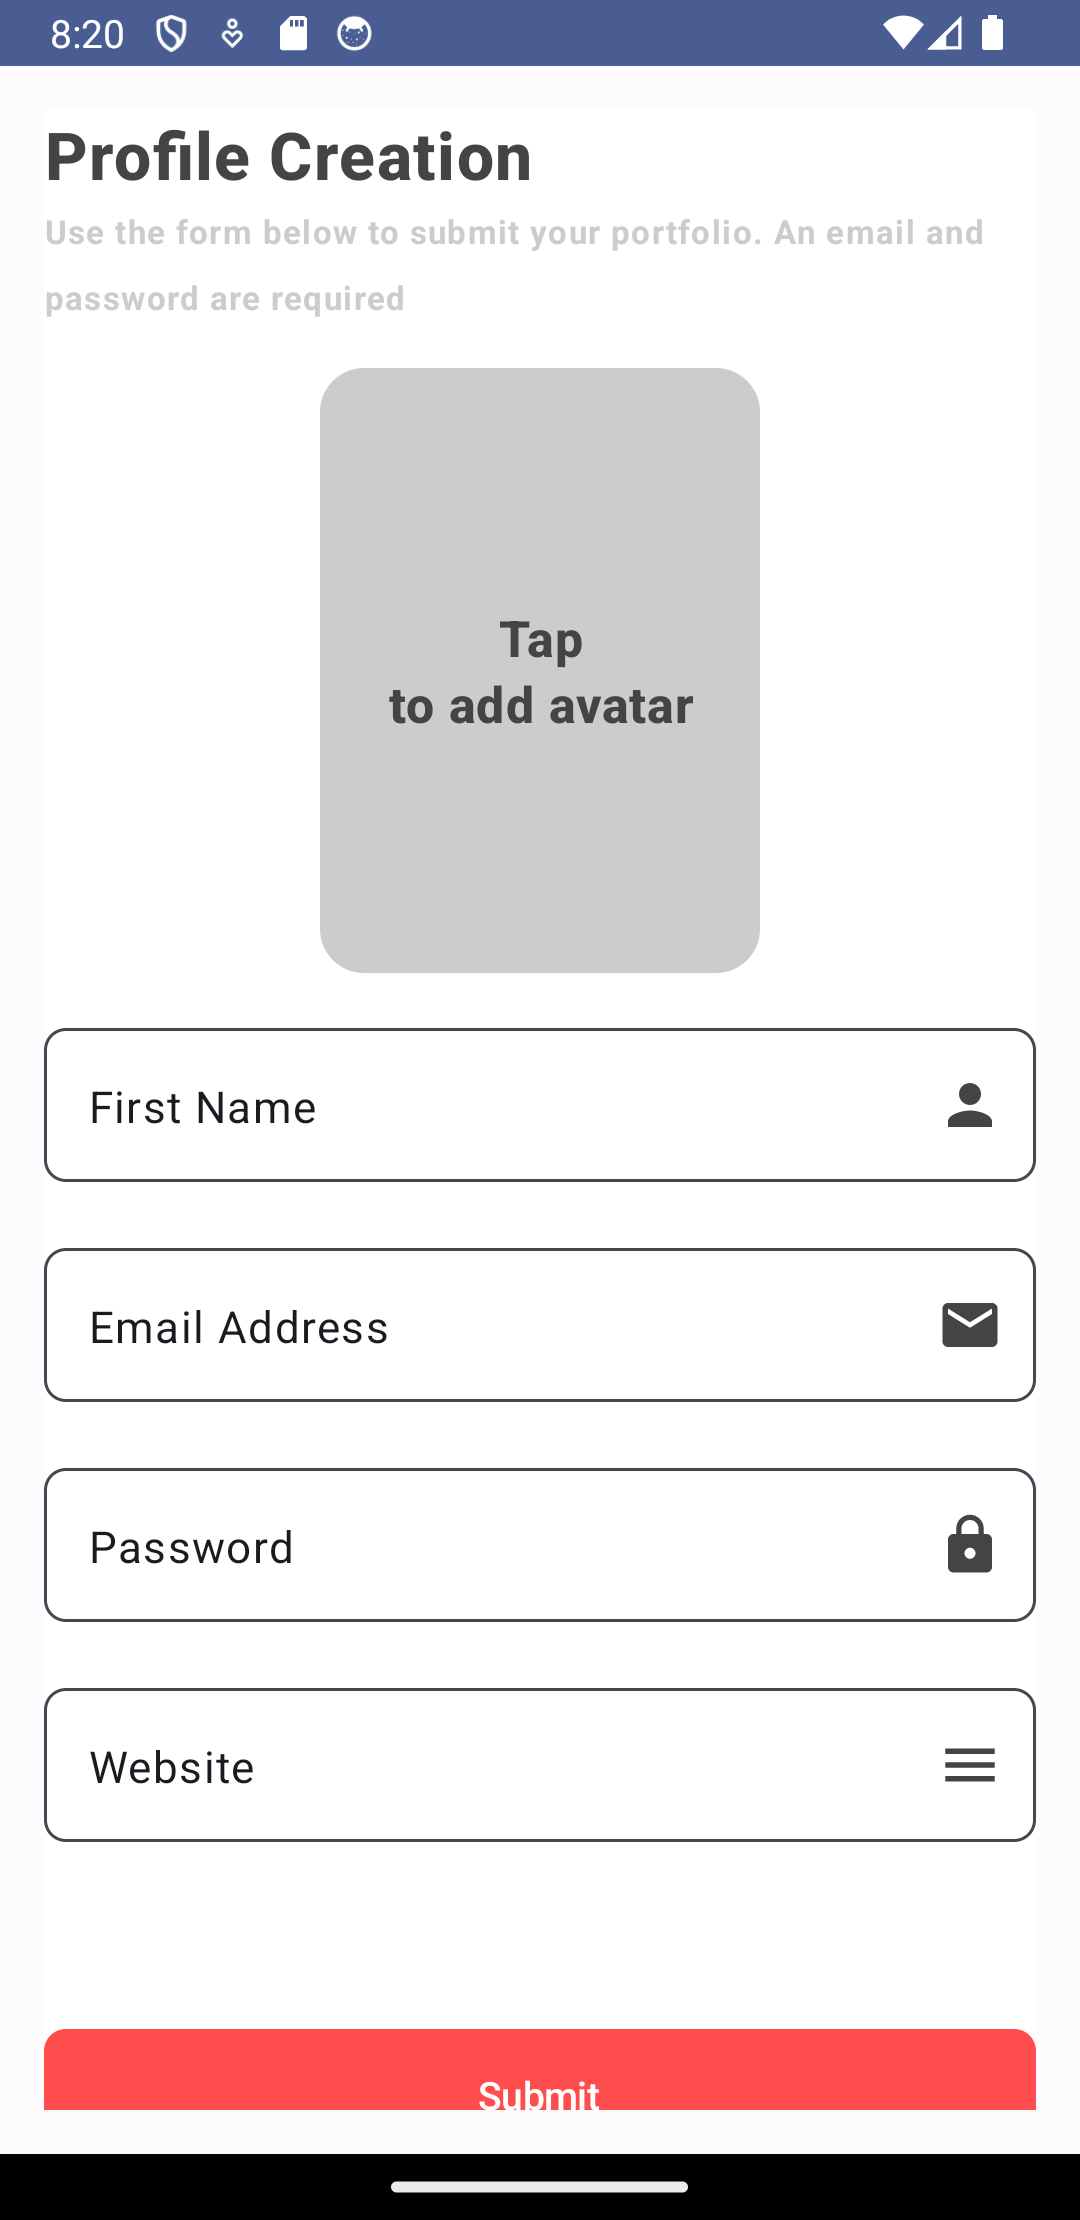 8:20
Profile Creation
Use the form below to submit your portfolio. An email and
password are required
Tap
to add avatar
First Name
Email Address
Password
Website
Submit